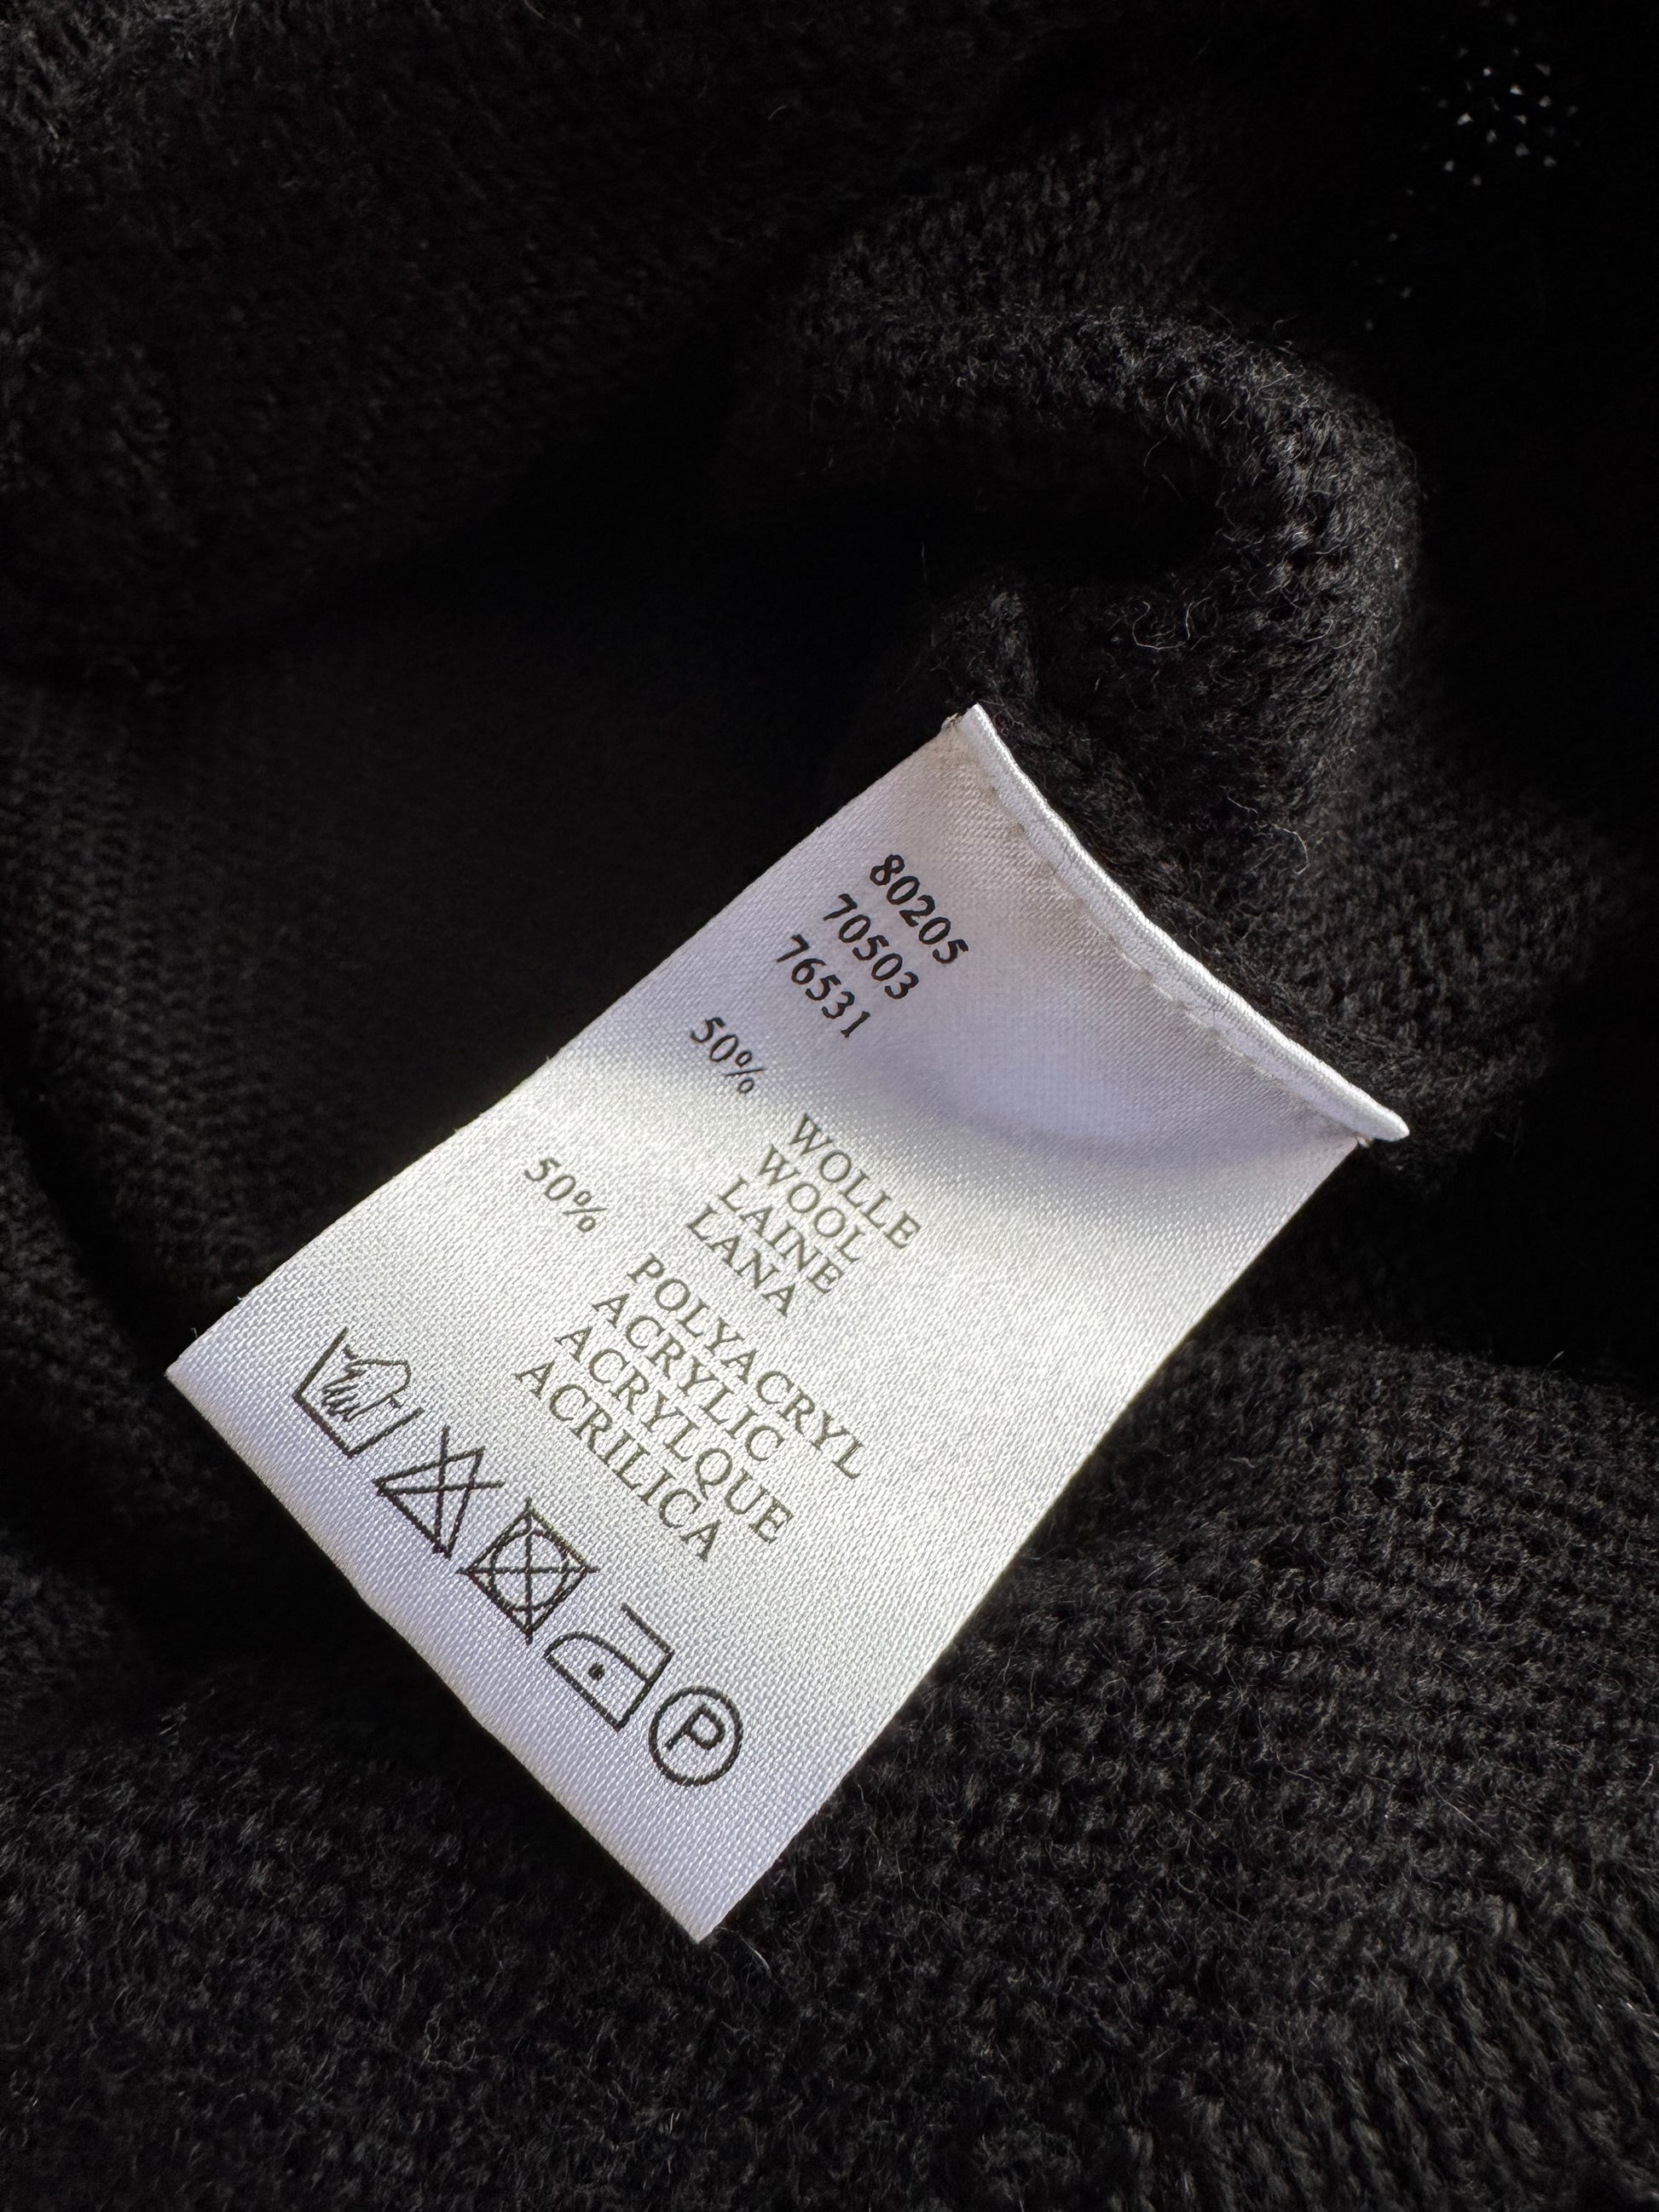 80205
70503
76531
50%
WOLLE
WOOL
LAINE
LANA
50%
POLYACRYL
ACRYLIC
ACRYLQUE
ACRILICA
P